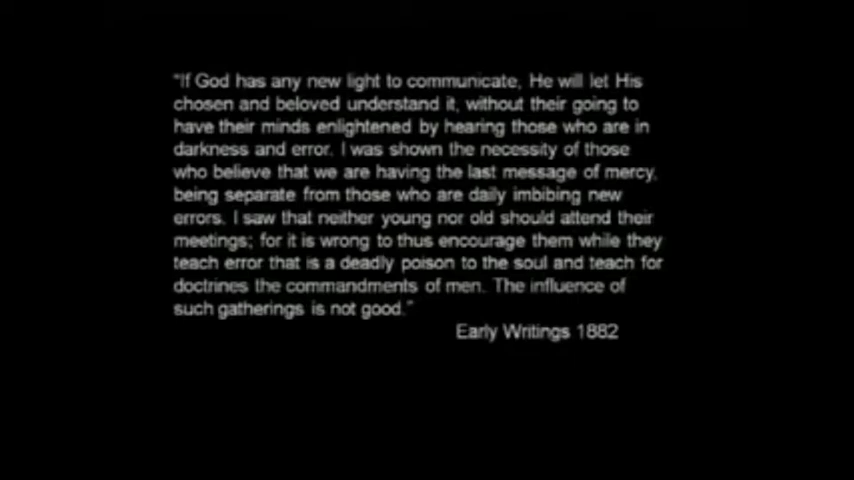 "If God has any new light to communicate, He will let His
chosen and beloved understand it, without their going to
have their minds enlightened by hearing those who are in
darkness and error. I was shown the necessity of those
who believe that we are having the last message of mercy,
being separate from those who are daily imbibing new
errors. I saw that neither young nor old should attend their
meetings; for it is wrong to thus encourage them while they
teach error that is a deadly poison to the soul and teach for
doctrines the commandments of men. The influence of
such gatherings is not good."
Early Writings 1882